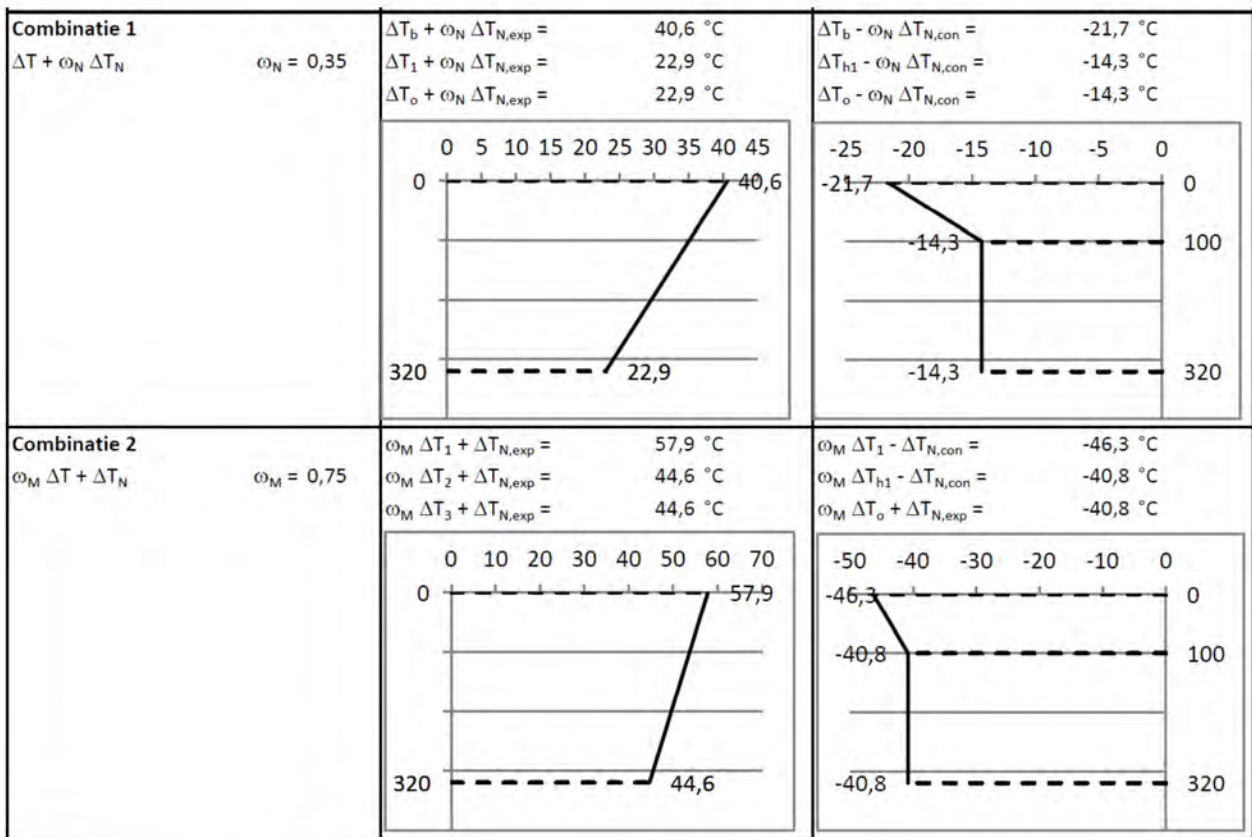 Combinatie 1
ΔT + ω_N ΔT_N ω_N = 0,35
ΔT_b + ω_N ΔT_N,exp = 40,6 °C
ΔT_1 + ω_N ΔT_N,exp = 22,9 °C
ΔT_o + ω_N ΔT_N,exp = 22,9 °C
0 5 10 15 20 25 30 35 40 45
0 40,6
320 22,9
ΔT_b - ω_N ΔT_N,con = -21,7 °C
ΔT_h1 - ω_N ΔT_N,con = -14,3 °C
ΔT_o - ω_N ΔT_N,con = -14,3 °C
-25 -20 -15 -10 -5 0
-21,7 0
-14,3 100
-14,3 320
Combinatie 2
ω_M ΔT + ΔT_N ω_M = 0,75
ω_M ΔT_1 + ΔT_N,exp = 57,9 °C
ω_M ΔT_2 + ΔT_N,exp = 44,6 °C
ω_M ΔT_3 + ΔT_N,exp = 44,6 °C
0 10 20 30 40 50 60 70
0 57,9
320 44,6
ω_M ΔT_1 - ΔT_N,con = -46,3 °C
ω_M ΔT_h1 - ΔT_N,con = -40,8 °C
ω_M ΔT_o + ΔT_N,exp = -40,8 °C
-50 -40 -30 -20 -10 0
-46,3 0
-40,8 100
-40,8 320